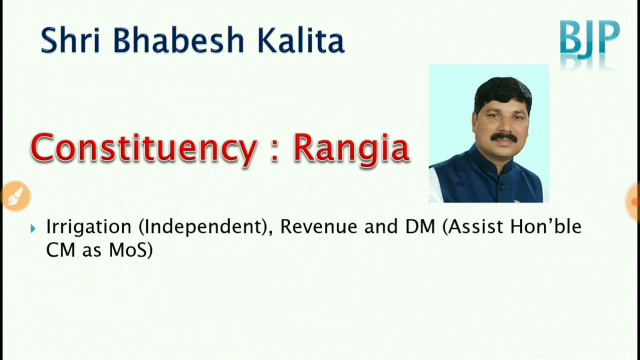 Shri Bhabesh Kalita
BJP
Constituency : Rangia
Irrigation (Independent), Revenue and DM (Assist Hon’ble
CM as MoS)